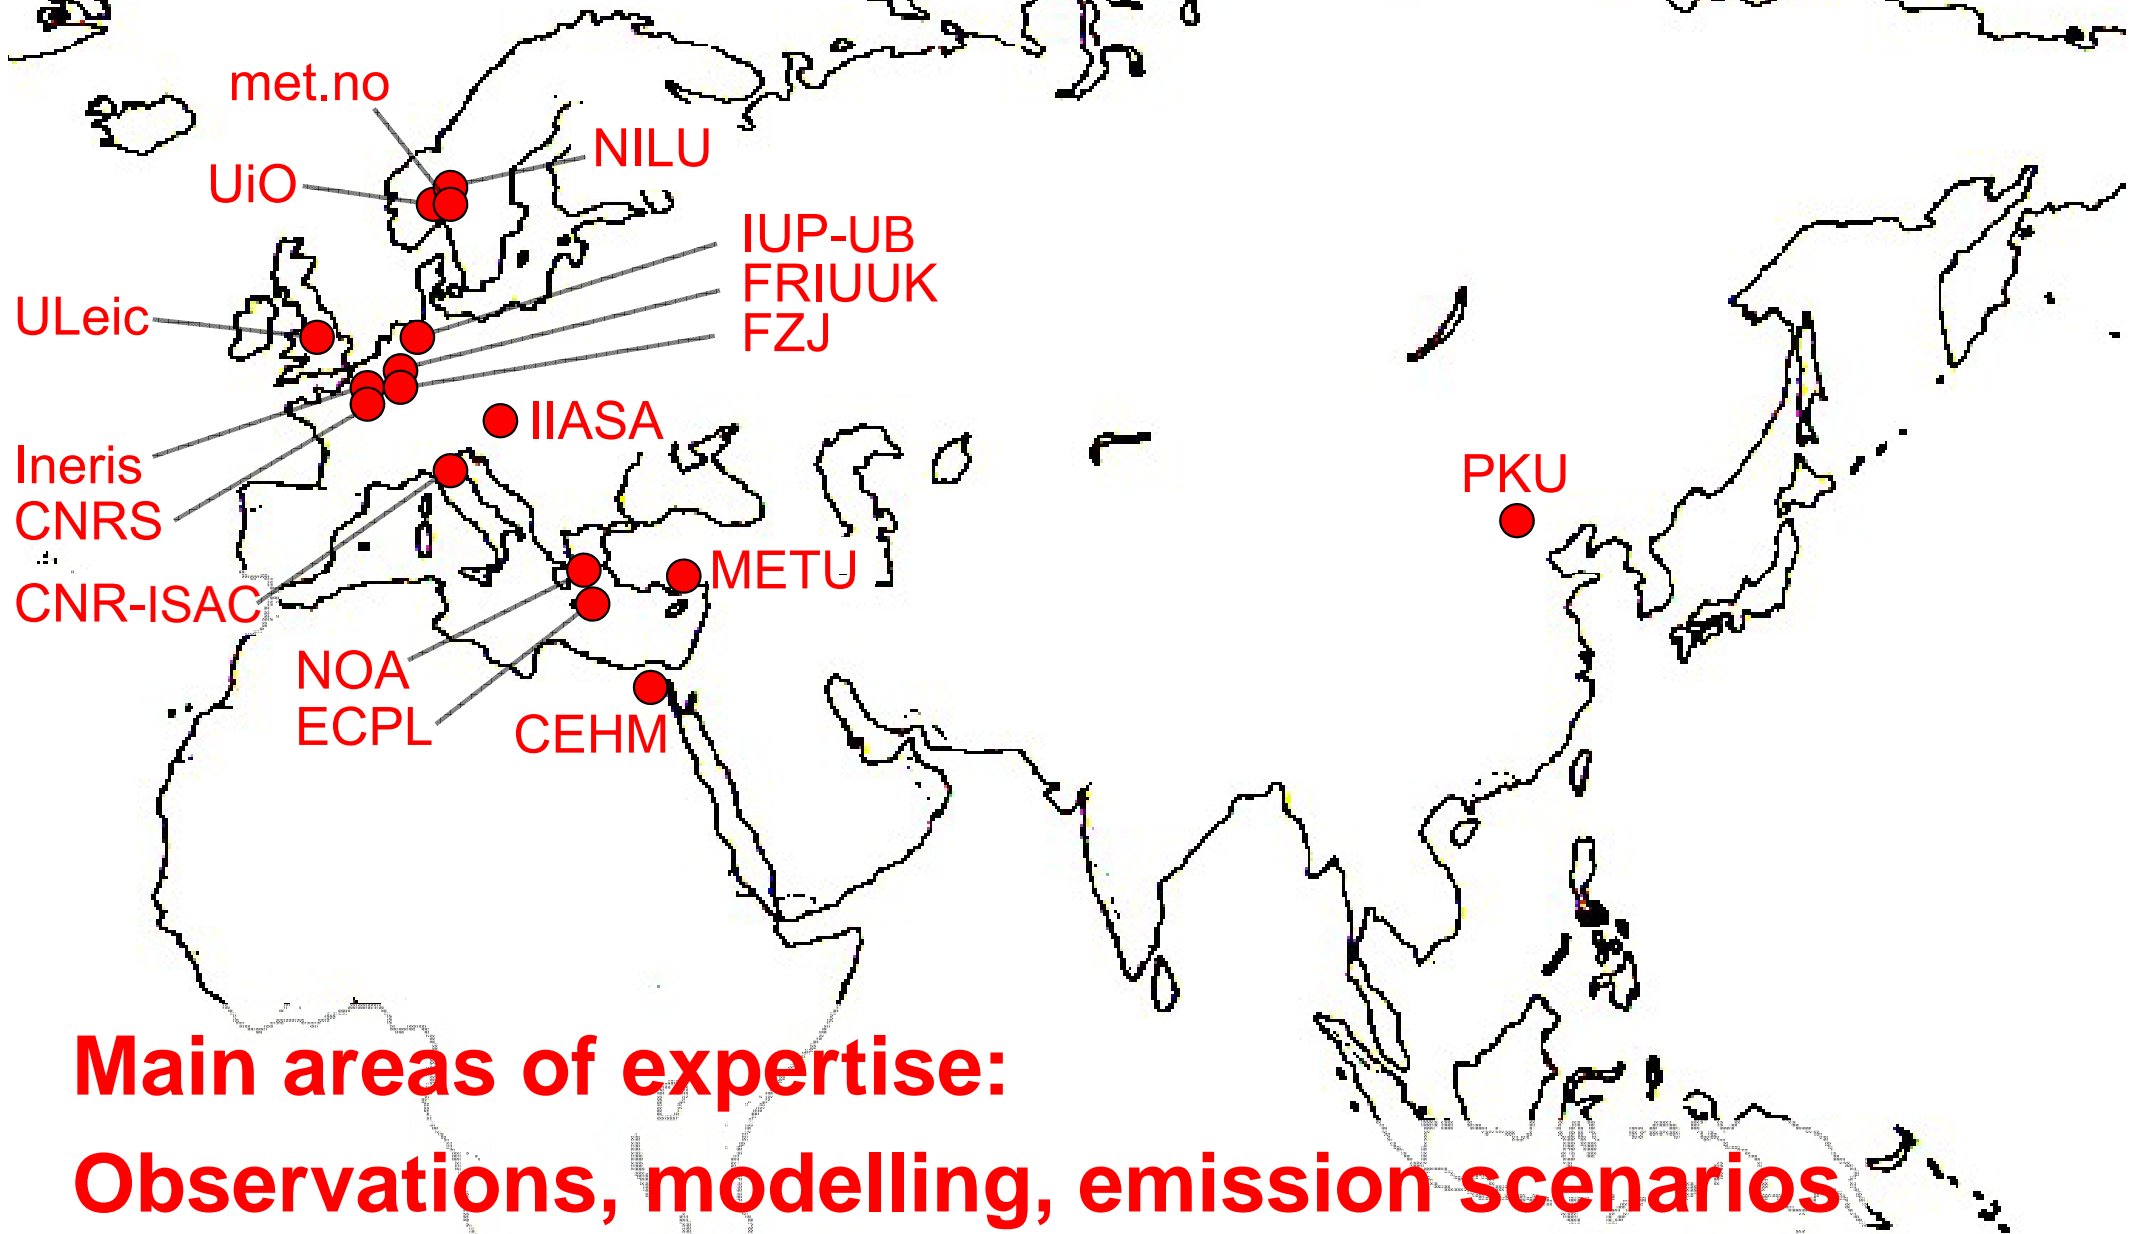 met.no
NILU
UiO
IUP-UB
FRIUUK
FZJ
ULeic
IIASA
Ineris
CNRS
PKU
CNR-ISAC
METU
NOA
ECPL
CEHM
Main areas of expertise:
Observations, modelling, emission scenarios